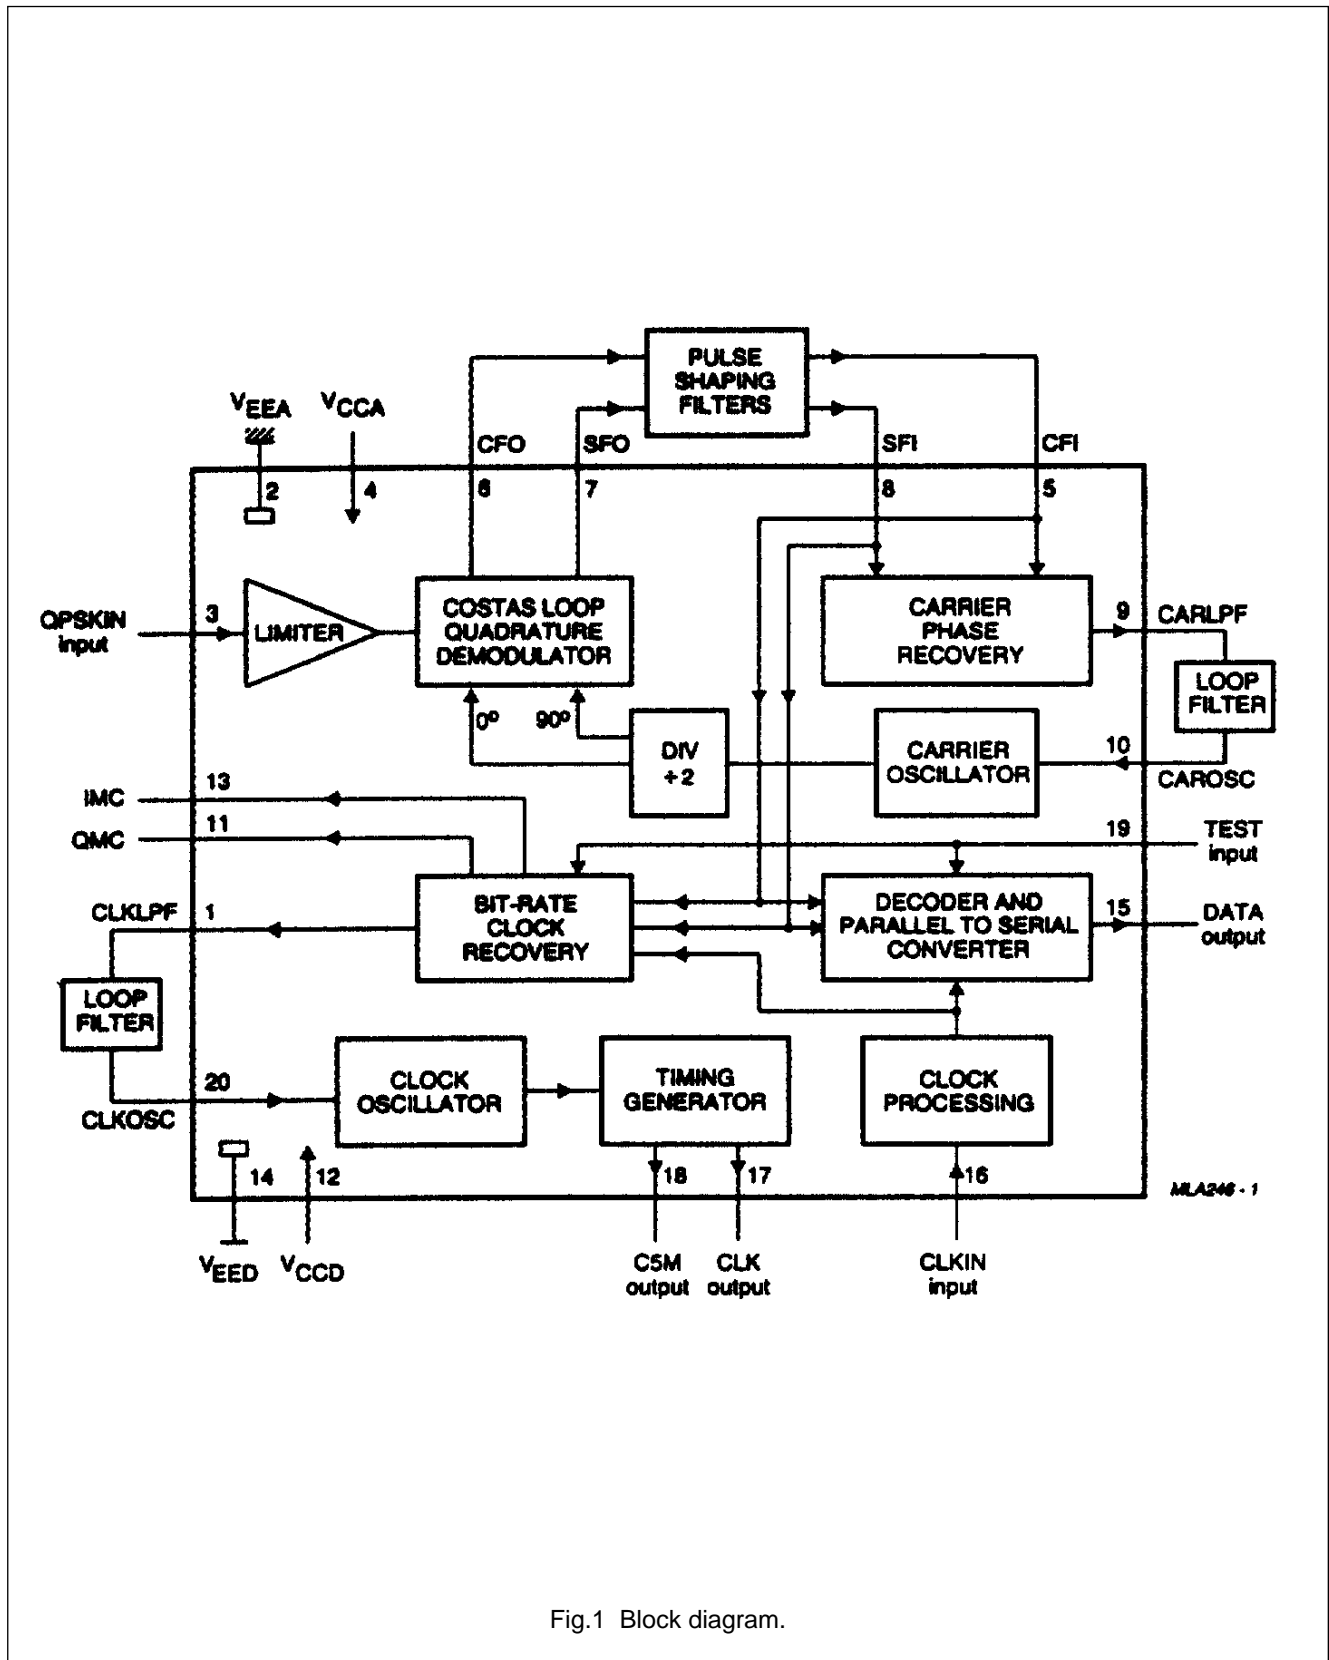 PULSE
SHAPING
FILTERS
VEEA
VCCA
CFO
SFO
SFI
CFI
2
4
6
7
8
5
QPSKIN
input
3
LIMITER
COSTAS LOOP
QUADRATURE
DEMODULATOR
CARRIER
PHASE
RECOVERY
9
CARLPF
LOOP
FILTER
0º
90º
DIV
÷2
CARRIER
OSCILLATOR
10
CAROSC
IMC
13
QMC
11
19
TEST
input
CLKLPF
1
BIT-RATE
CLOCK
RECOVERY
DECODER AND
PARALLEL TO SERIAL
CONVERTER
15
DATA
output
LOOP
FILTER
20
CLKOSC
CLOCK
OSCILLATOR
TIMING
GENERATOR
CLOCK
PROCESSING
14
12
18
17
16
MLA246 - 1
VEED
VCCD
C5M
output
CLK
output
CLKIN
input
Fig.1 Block diagram.